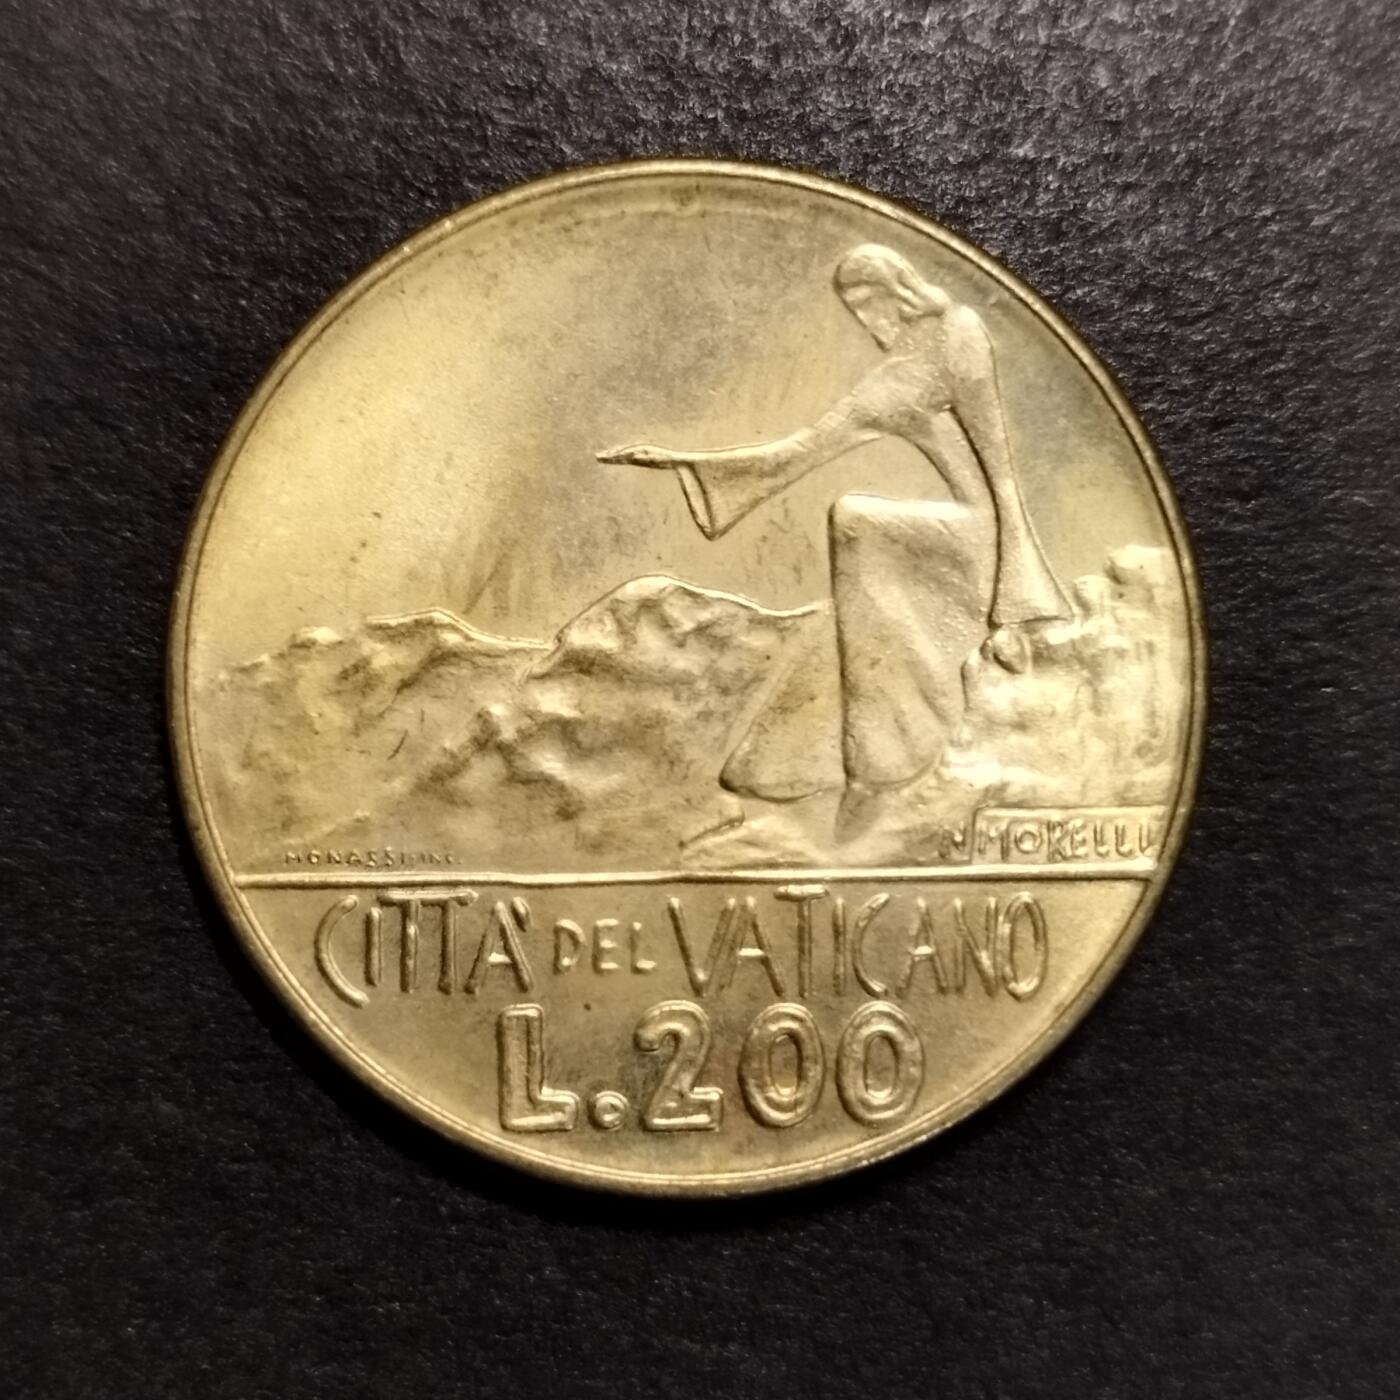 MONASSI INC.
N MORELLI
CITTA' DEL VATICANO
L.200